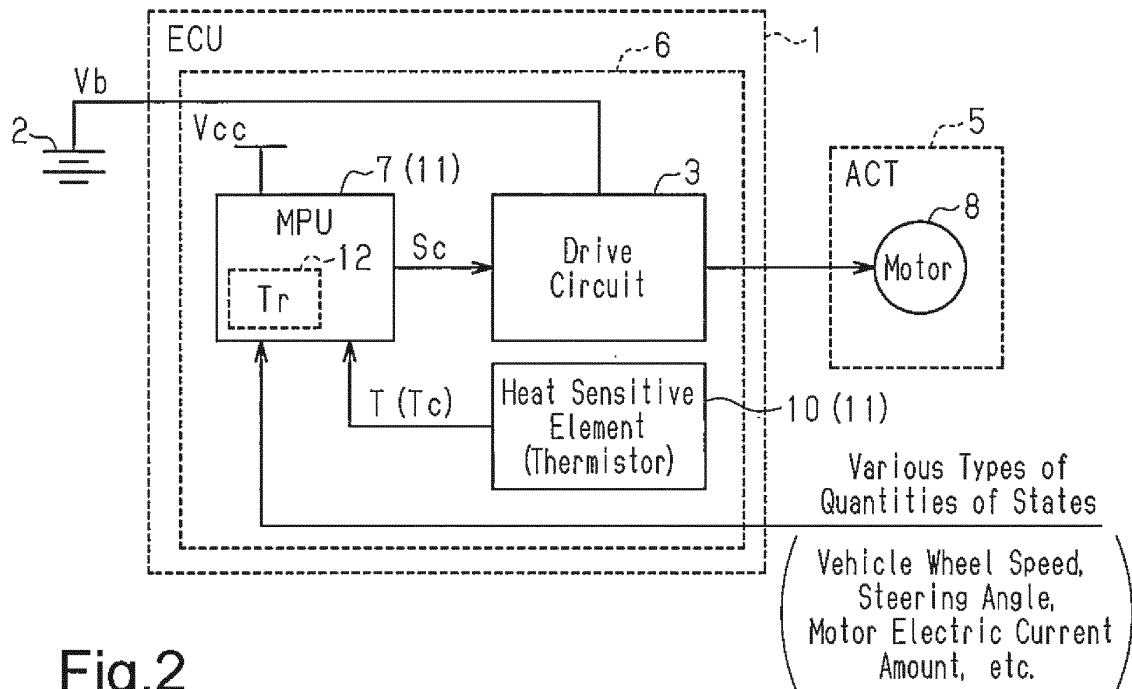 ECU
1
6
Vb
2
Vcc
7 (11)
3
5
MPU
ACT
8
12
Sc
Drive
Circuit
Motor
Tr
T (Tc)
Heat Sensitive
Element
(Thermistor)
10 (11)
Various Types of
Quantities of States
Vehicle Wheel Speed,
Steering Angle,
Motor Electric Current
Amount, etc.
Fig.2